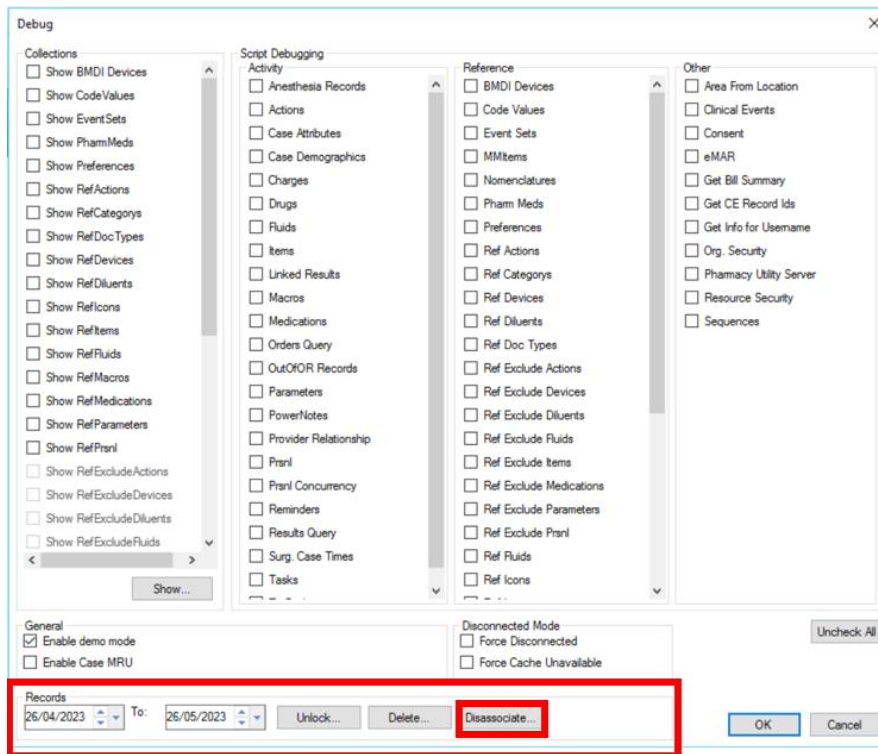 Debug
Collections
Show BMDI Devices
Show CodeValues
Show EventSets
Show PharmMeds
Show Preferences
Show RefActions
Show RefCategorys
Show RefDocTypes
Show RefDevices
Show RefDiluents
Show RefIcons
Show RefItems
Show RefFluids
Show RefMacros
Show RefMedications
Show RefParameters
Show RefPrsnl
Show RefExcludeActions
Show RefExcludeDevices
Show RefExcludeDiluents
Show RefExcludeFluids
Show...
Script Debugging
Activity
Anesthesia Records
Actions
Case Attributes
Case Demographics
Charges
Drugs
Fluids
Items
Linked Results
Macros
Medications
Orders Query
OutOfOR Records
Parameters
PowerNotes
Provider Relationship
Prsnl
Prsnl Concurrency
Reminders
Results Query
Surg. Case Times
Tasks
Reference
BMDI Devices
Code Values
Event Sets
MMItems
Nomenclatures
Pharm Meds
Preferences
Ref Actions
Ref Categorys
Ref Devices
Ref Diluents
Ref Doc Types
Ref Exclude Actions
Ref Exclude Devices
Ref Exclude Diluents
Ref Exclude Fluids
Ref Exclude Items
Ref Exclude Medications
Ref Exclude Parameters
Ref Exclude Prsnl
Ref Fluids
Ref Icons
Other
Area From Location
Clinical Events
Consent
eMAR
Get Bill Summary
Get CE Record Ids
Get Info for Username
Org. Security
Pharmacy Utility Server
Resource Security
Sequences
General
Enable demo mode
Enable Case MRU
Disconnected Mode
Force Disconnected
Force Cache Unavailable
Uncheck All
Records
26/04/2023 To: 26/05/2023 Unlock... Delete... Disassociate...
OK Cancel